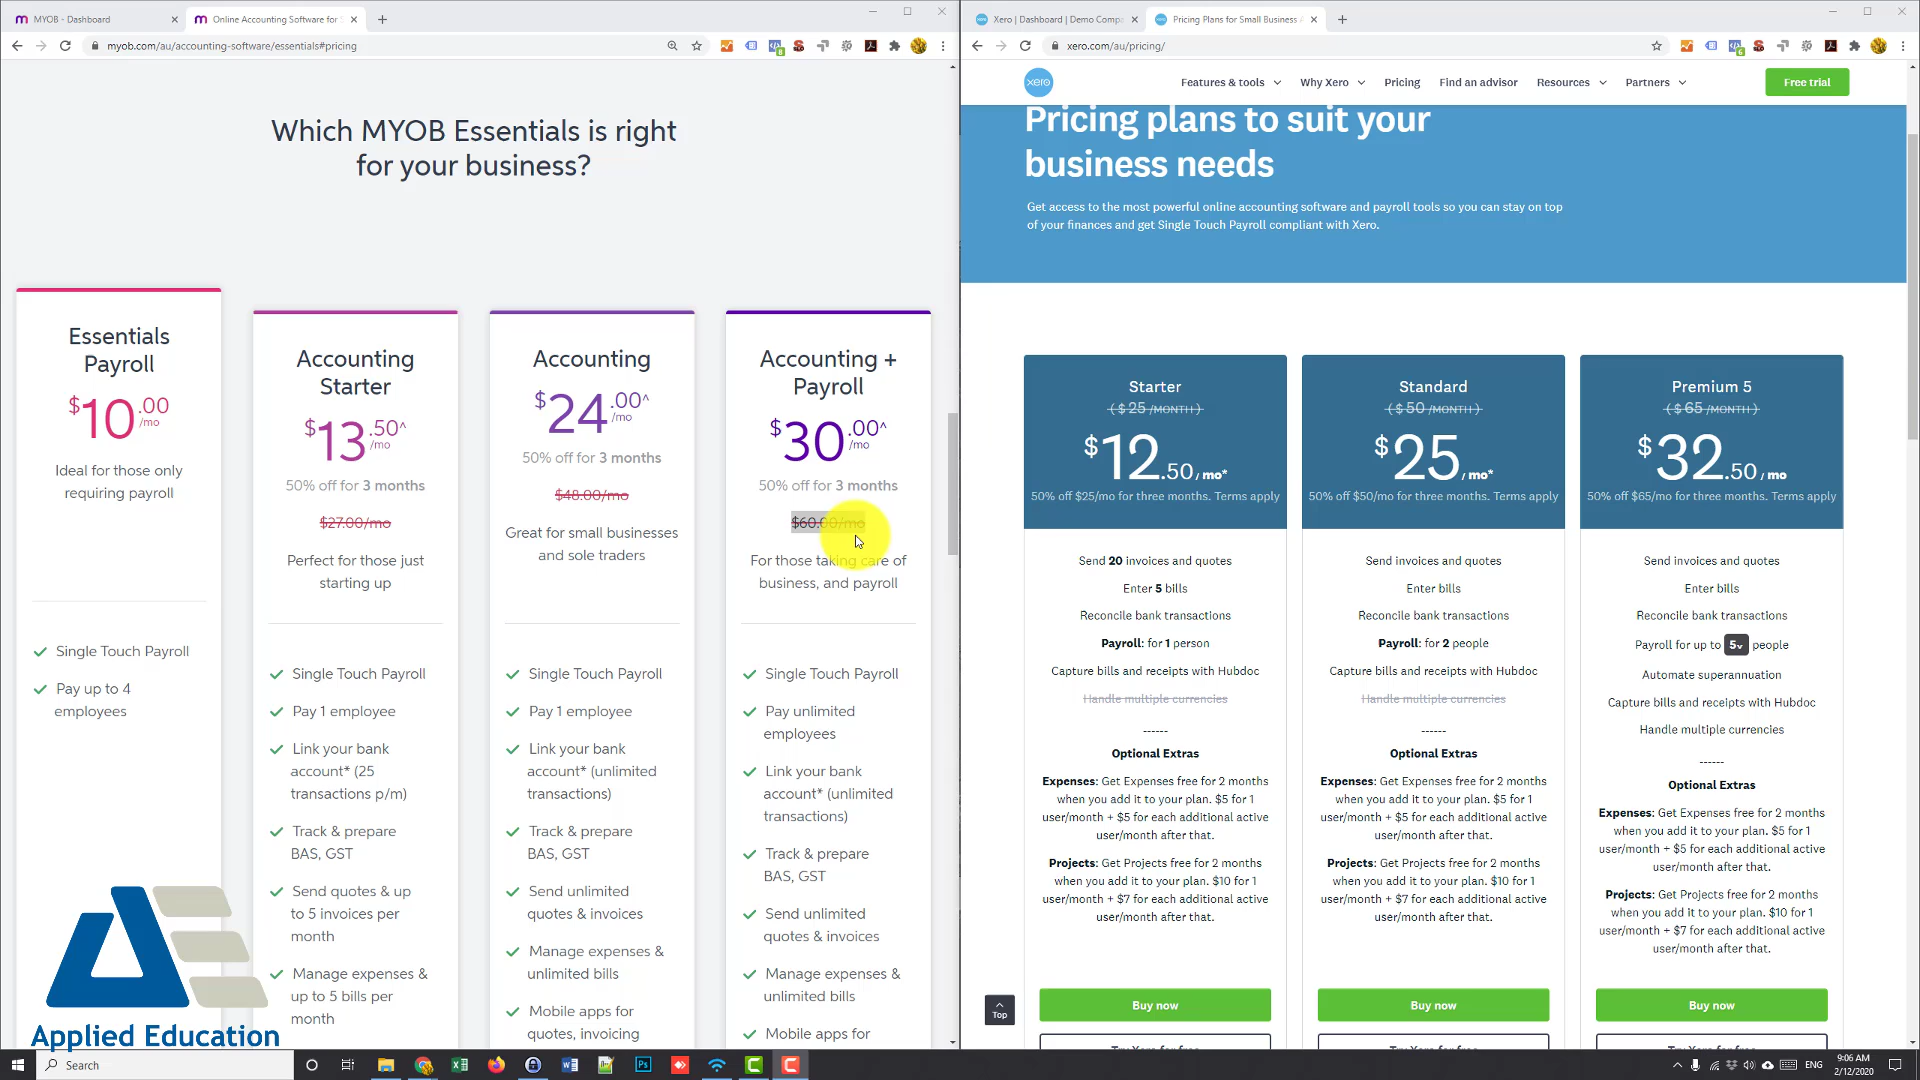 MYOB - Dashboard
Online Accounting Software for S
myob.com/au/accounting-software/essentials#pricing
Which MYOB Essentials is right
for your business?
Essentials
Payroll
$10.00
/mo
Ideal for those only
requiring payroll
Single Touch Payroll
Pay up to 4
employees
Accounting
Starter
$13.50^
/mo
50% off for 3 months
$27.00/mo
Perfect for those just
starting up
Single Touch Payroll
Pay 1 employee
Link your bank
account* (25
transactions p/m)
Track & prepare
BAS, GST
Send quotes & up
to 5 invoices per
month
Manage expenses &
up to 5 bills per
month
Accounting
$24.00^
/mo
50% off for 3 months
$48.00/mo
Great for small businesses
and sole traders
Single Touch Payroll
Pay 1 employee
Link your bank
account* (unlimited
transactions)
Track & prepare
BAS, GST
Send unlimited
quotes & invoices
Manage expenses &
unlimited bills
Mobile apps for
quotes, invoicing
Accounting +
Payroll
$30.00^
/mo
50% off for 3 months
$60.00/mo
For those taking care of
business, and payroll
Single Touch Payroll
Pay unlimited
employees
Link your bank
account* (unlimited
transactions)
Track & prepare
BAS, GST
Send unlimited
quotes & invoices
Manage expenses &
unlimited bills
Mobile apps for
Applied Education
Xero | Dashboard | Demo Comp
Pricing Plans for Small Business
xero.com/au/pricing/
xero
Features & tools
Why Xero
Pricing
Find an advisor
Resources
Partners
Free trial
Pricing plans to suit your
business needs
Get access to the most powerful online accounting software and payroll tools so you can stay on top
of your finances and get Single Touch Payroll compliant with Xero.
Starter
( $ 25 /MONTH )
$12.50 / mo*
50% off $25/mo for three months. Terms apply
Send 20 invoices and quotes
Enter 5 bills
Reconcile bank transactions
Payroll: for 1 person
Capture bills and receipts with Hubdoc
Handle multiple currencies
------
Optional Extras
Expenses: Get Expenses free for 2 months
when you add it to your plan. $5 for 1
user/month + $5 for each additional active
user/month after that.
Projects: Get Projects free for 2 months
when you add it to your plan. $10 for 1
user/month + $7 for each additional active
user/month after that.
Buy now
Try Xero for free
Standard
( $ 50 /MONTH )
$25 / mo*
50% off $50/mo for three months. Terms apply
Send invoices and quotes
Enter bills
Reconcile bank transactions
Payroll: for 2 people
Capture bills and receipts with Hubdoc
Handle multiple currencies
------
Optional Extras
Expenses: Get Expenses free for 2 months
when you add it to your plan. $5 for 1
user/month + $5 for each additional active
user/month after that.
Projects: Get Projects free for 2 months
when you add it to your plan. $10 for 1
user/month + $7 for each additional active
user/month after that.
Buy now
Try Xero for free
Premium 5
( $ 65 /MONTH )
$32.50 / mo
50% off $65/mo for three months. Terms apply
Send invoices and quotes
Enter bills
Reconcile bank transactions
Payroll for up to 5 people
Automate superannuation
Capture bills and receipts with Hubdoc
Handle multiple currencies
------
Optional Extras
Expenses: Get Expenses free for 2 months
when you add it to your plan. $5 for 1
user/month + $5 for each additional active
user/month after that.
Projects: Get Projects free for 2 months
when you add it to your plan. $10 for 1
user/month + $7 for each additional active
user/month after that.
Buy now
Try Xero for free
Top
Search
ENG
9:06 AM
2/12/2020